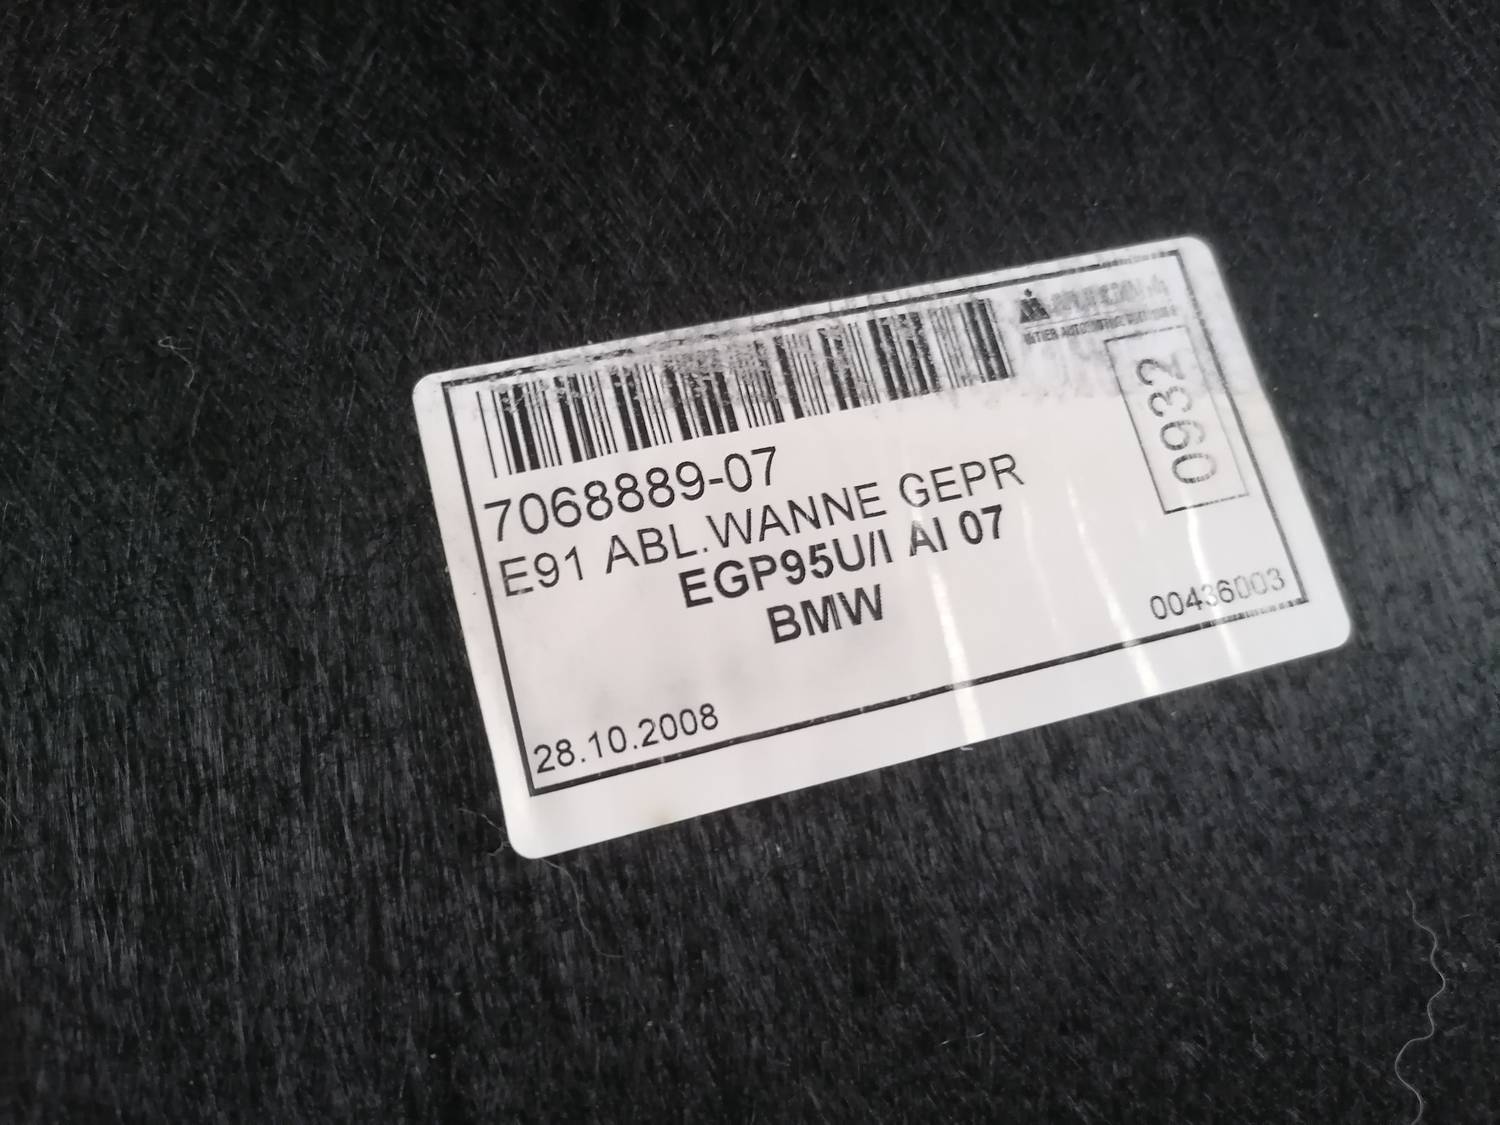 0932
7068889-07
E91 ABL.WANNE GEPR
EGP95U/I AI 07
BMW
00436003
28.10.2008